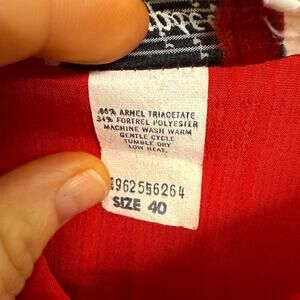 66% ARNEL TRIACETATE
34% FORTREL POLYESTER
MACHINE WASH WARM
GENTLE CYCLE
TUMBLE DRY
LOW HEAT.
SIZE 40